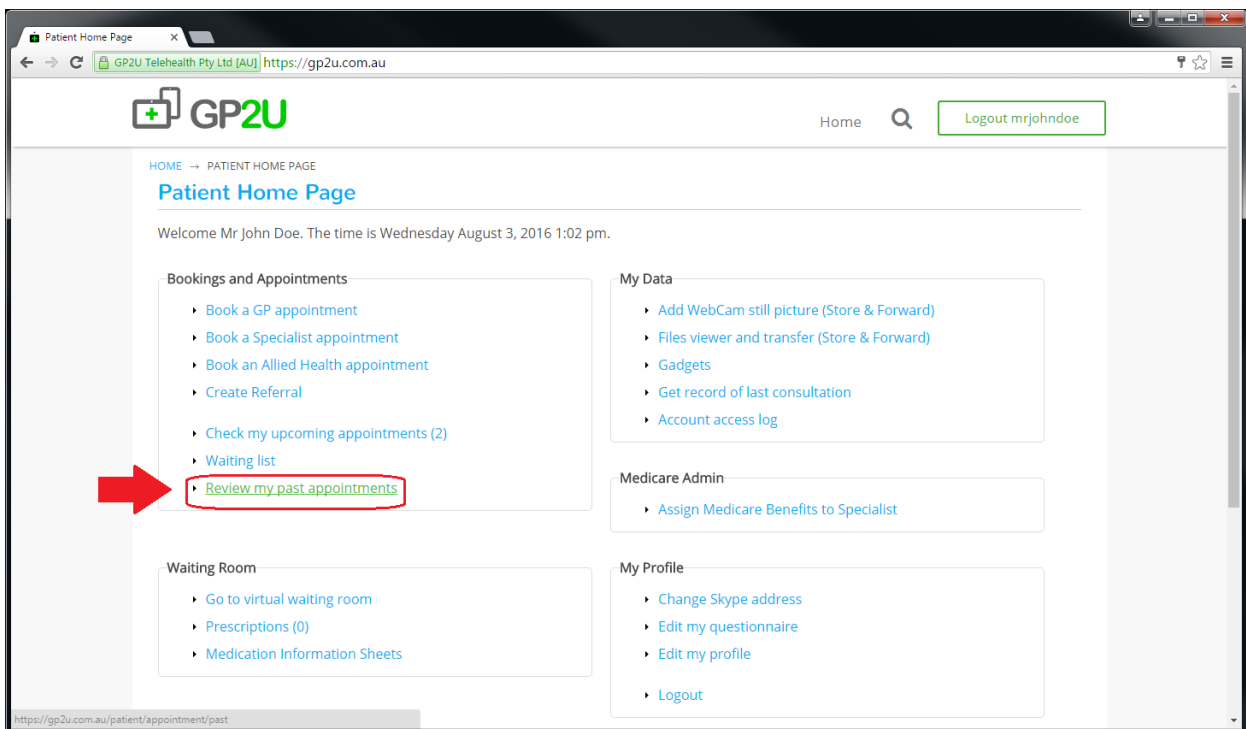 Patient Home Page
GP2U Telehealth Pty Ltd [AU] https://gp2u.com.au
GP2U
Home
Logout mrjohndoe
HOME → PATIENT HOME PAGE
Patient Home Page
Welcome Mr John Doe. The time is Wednesday August 3, 2016 1:02 pm.
Bookings and Appointments
Book a GP appointment
Book a Specialist appointment
Book an Allied Health appointment
Create Referral
Check my upcoming appointments (2)
Waiting list
Review my past appointments
My Data
Add WebCam still picture (Store & Forward)
Files viewer and transfer (Store & Forward)
Gadgets
Get record of last consultation
Account access log
Medicare Admin
Assign Medicare Benefits to Specialist
Waiting Room
Go to virtual waiting room
Prescriptions (0)
Medication Information Sheets
My Profile
Change Skype address
Edit my questionnaire
Edit my profile
Logout
https://gp2u.com.au/patient/appointment/past